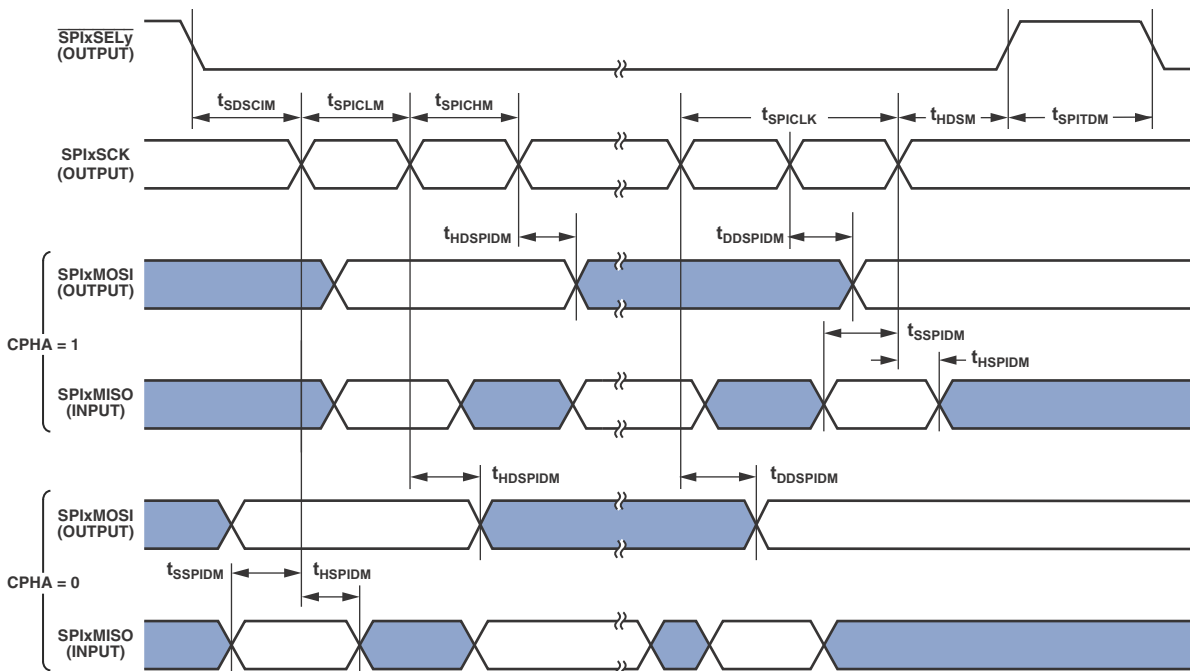 SPIxSELy
(OUTPUT)
tSDSCIM
tSPICLM
tSPICHM
tSPICLK
tHDSM
tSPITDM
SPIxSCK
(OUTPUT)
tHDSPIDM
tDDSPIDM
SPIxMOSI
(OUTPUT)
CPHA = 1
tSSPIDM
tHSPIDM
SPIxMISO
(INPUT)
tHDSPIDM
tDDSPIDM
SPIxMOSI
(OUTPUT)
CPHA = 0
tSSPIDM
tHSPIDM
SPIxMISO
(INPUT)